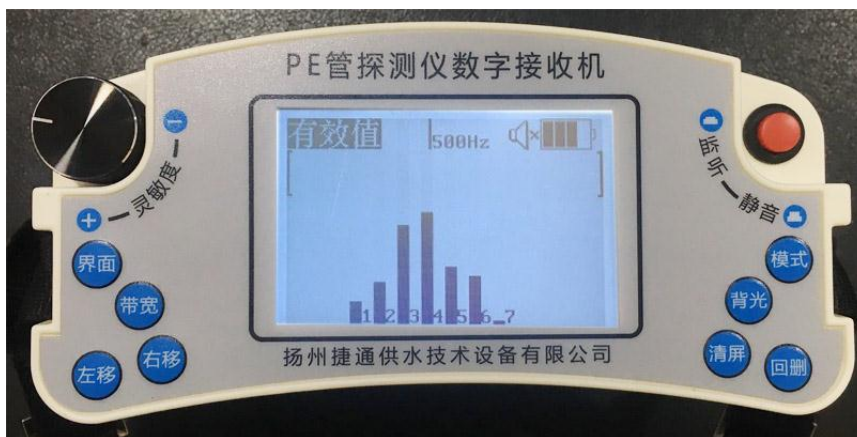 PE管探测仪数字接收机
有效值
500Hz
1 2 3 4 5 6 _7
灵敏度
监听
静音
界面
带宽
左移
右移
模式
背光
清屏
回删
扬州捷通供水技术设备有限公司